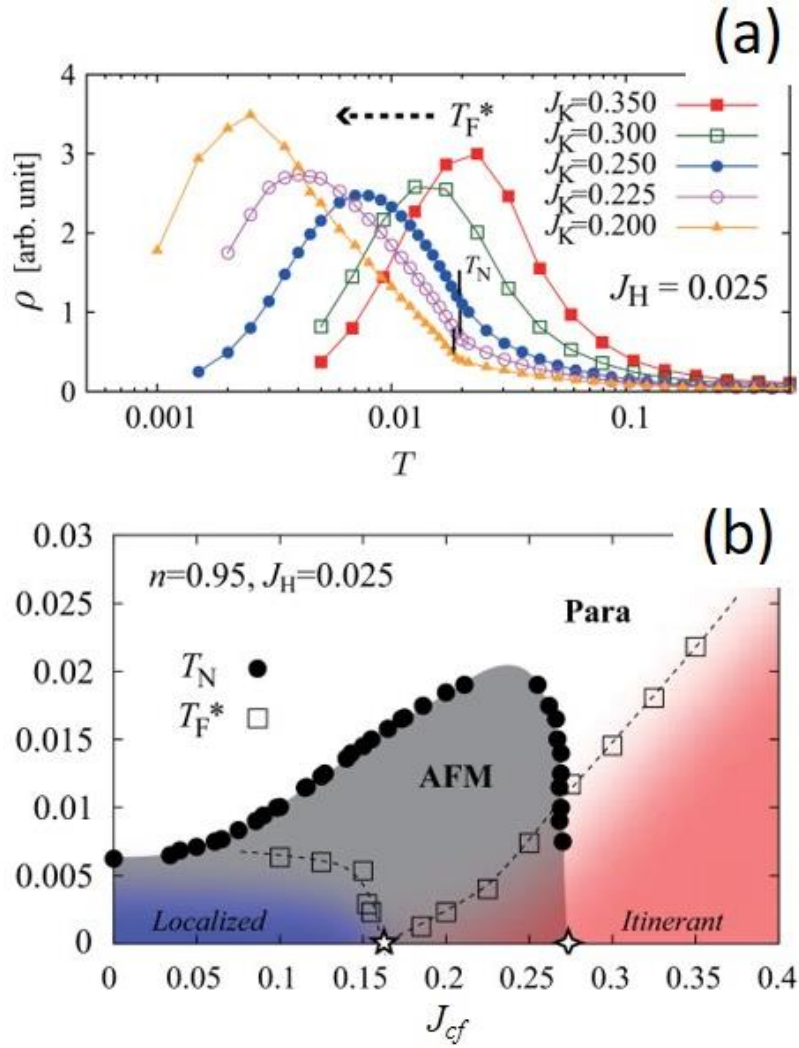 (a)
4
3
2
1
0
ρ [arb. unit]
T_F*
J_K=0.350
J_K=0.300
J_K=0.250
J_K=0.225
J_K=0.200
T_N
J_H = 0.025
0.001 0.01 0.1
T
(b)
0.03
0.025
0.02
0.015
0.01
0.005
0
n=0.95, J_H=0.025
Para
T_N
T_F*
AFM
Localized
Itinerant
0 0.05 0.1 0.15 0.2 0.25 0.3 0.35 0.4
J_cf